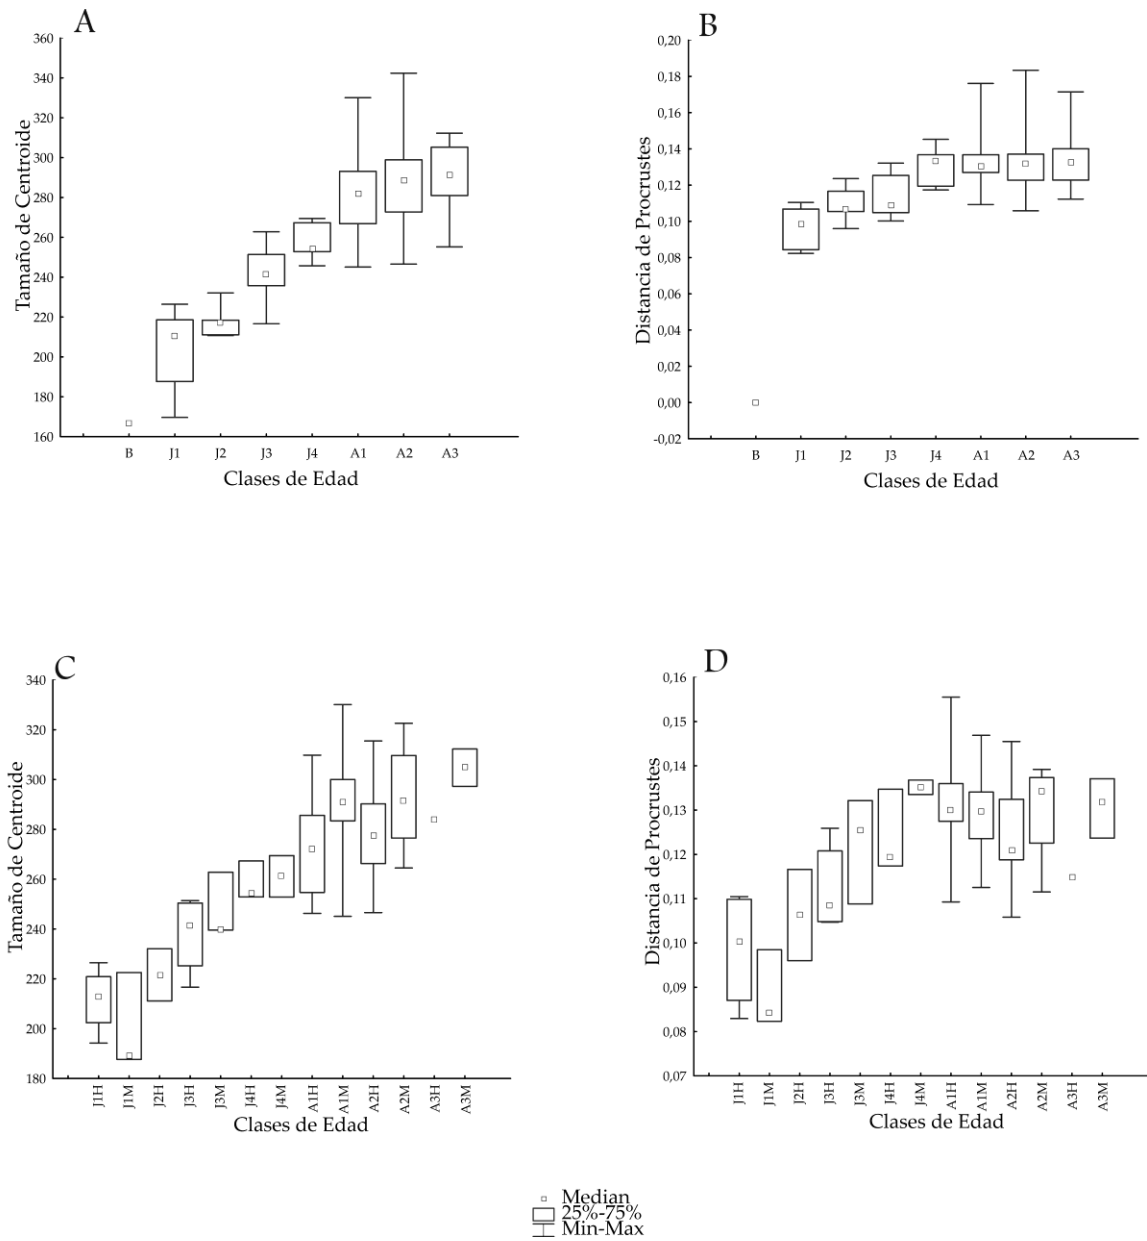 A
360
340
320
300
280
260
240
220
200
180
160
Tamaño de Centroide
B J1 J2 J3 J4 A1 A2 A3
Clases de Edad
B
0,20
0,18
0,16
0,14
0,12
0,10
0,08
0,06
0,04
0,02
0,00
-0,02
Distancia de Procrustes
B J1 J2 J3 J4 A1 A2 A3
Clases de Edad
C
340
320
300
280
260
240
220
200
180
Tamaño de Centroide
J1H J1M J2H J3H J3M J4H J4M A1H A1M A2H A2M A3H A3M
Clases de Edad
D
0,16
0,15
0,14
0,13
0,12
0,11
0,10
0,09
0,08
0,07
Distancia de Procrustes
J1H J1M J2H J3H J3M J4H J4M A1H A1M A2H A2M A3H A3M
Clases de Edad
Median
25%-75%
Min-Max